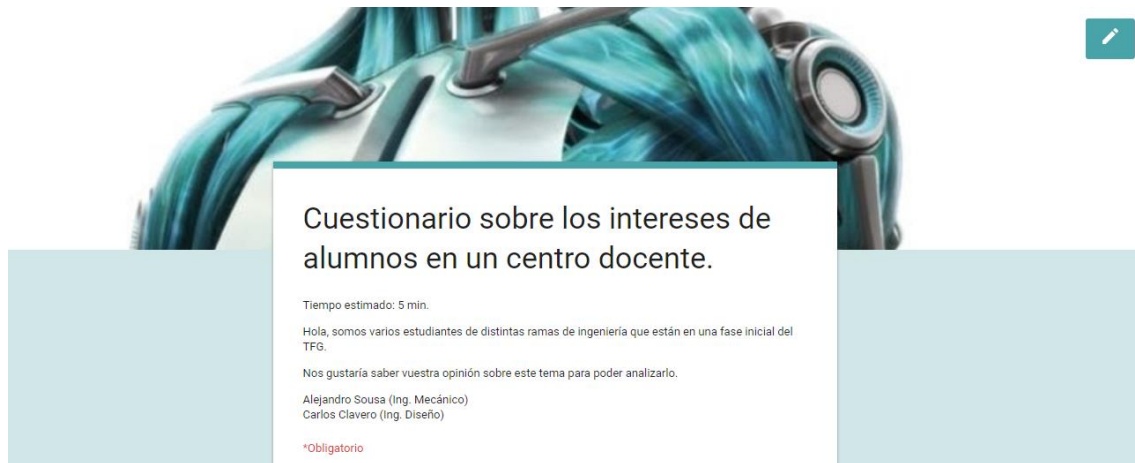 Cuestionario sobre los intereses de
alumnos en un centro docente.
Tiempo estimado: 5 min.
Hola, somos varios estudiantes de distintas ramas de ingeniería que están en una fase inicial del
TFG.
Nos gustaría saber vuestra opinión sobre este tema para poder analizarlo.
Alejandro Sousa (Ing. Mecánico)
Carlos Clavero (Ing. Diseño)
*Obligatorio